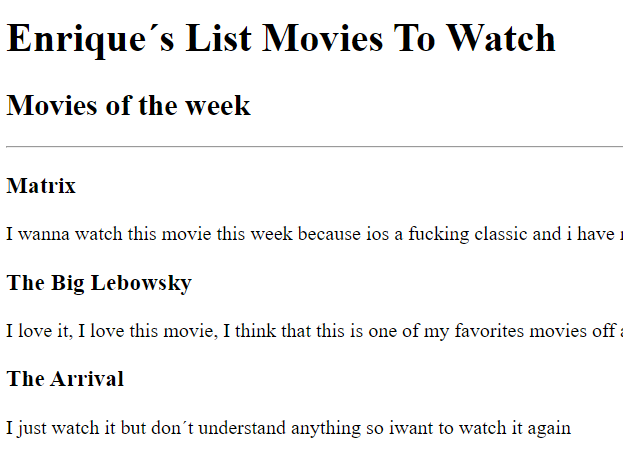 Enrique´s List Movies To Watch
Movies of the week
Matrix
I wanna watch this movie this week because ios a fucking classic and i have
The Big Lebowsky
I love it, I love this movie, I think that this is one of my favorites movies off
The Arrival
I just watch it but don´t understand anything so iwant to watch it again